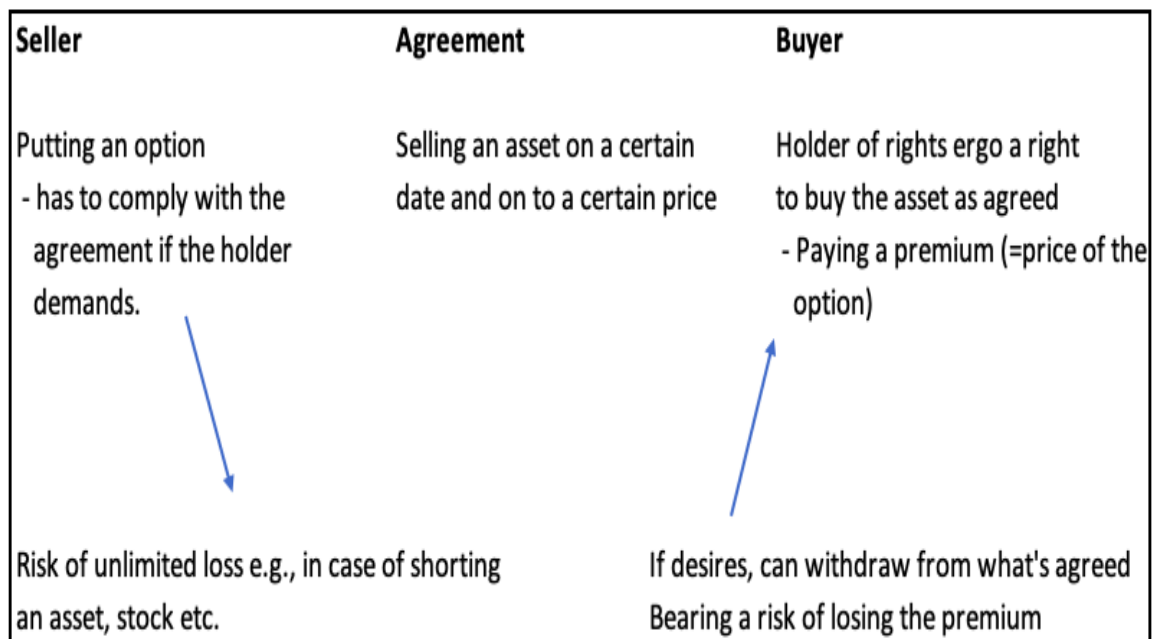 Seller
Agreement
Buyer
Putting an option
- has to comply with the
agreement if the holder
demands.
Selling an asset on a certain
date and on to a certain price
Holder of rights ergo a right
to buy the asset as agreed
- Paying a premium (=price of the
option)
Risk of unlimited loss e.g., in case of shorting
an asset, stock etc.
If desires, can withdraw from what's agreed
Bearing a risk of losing the premium